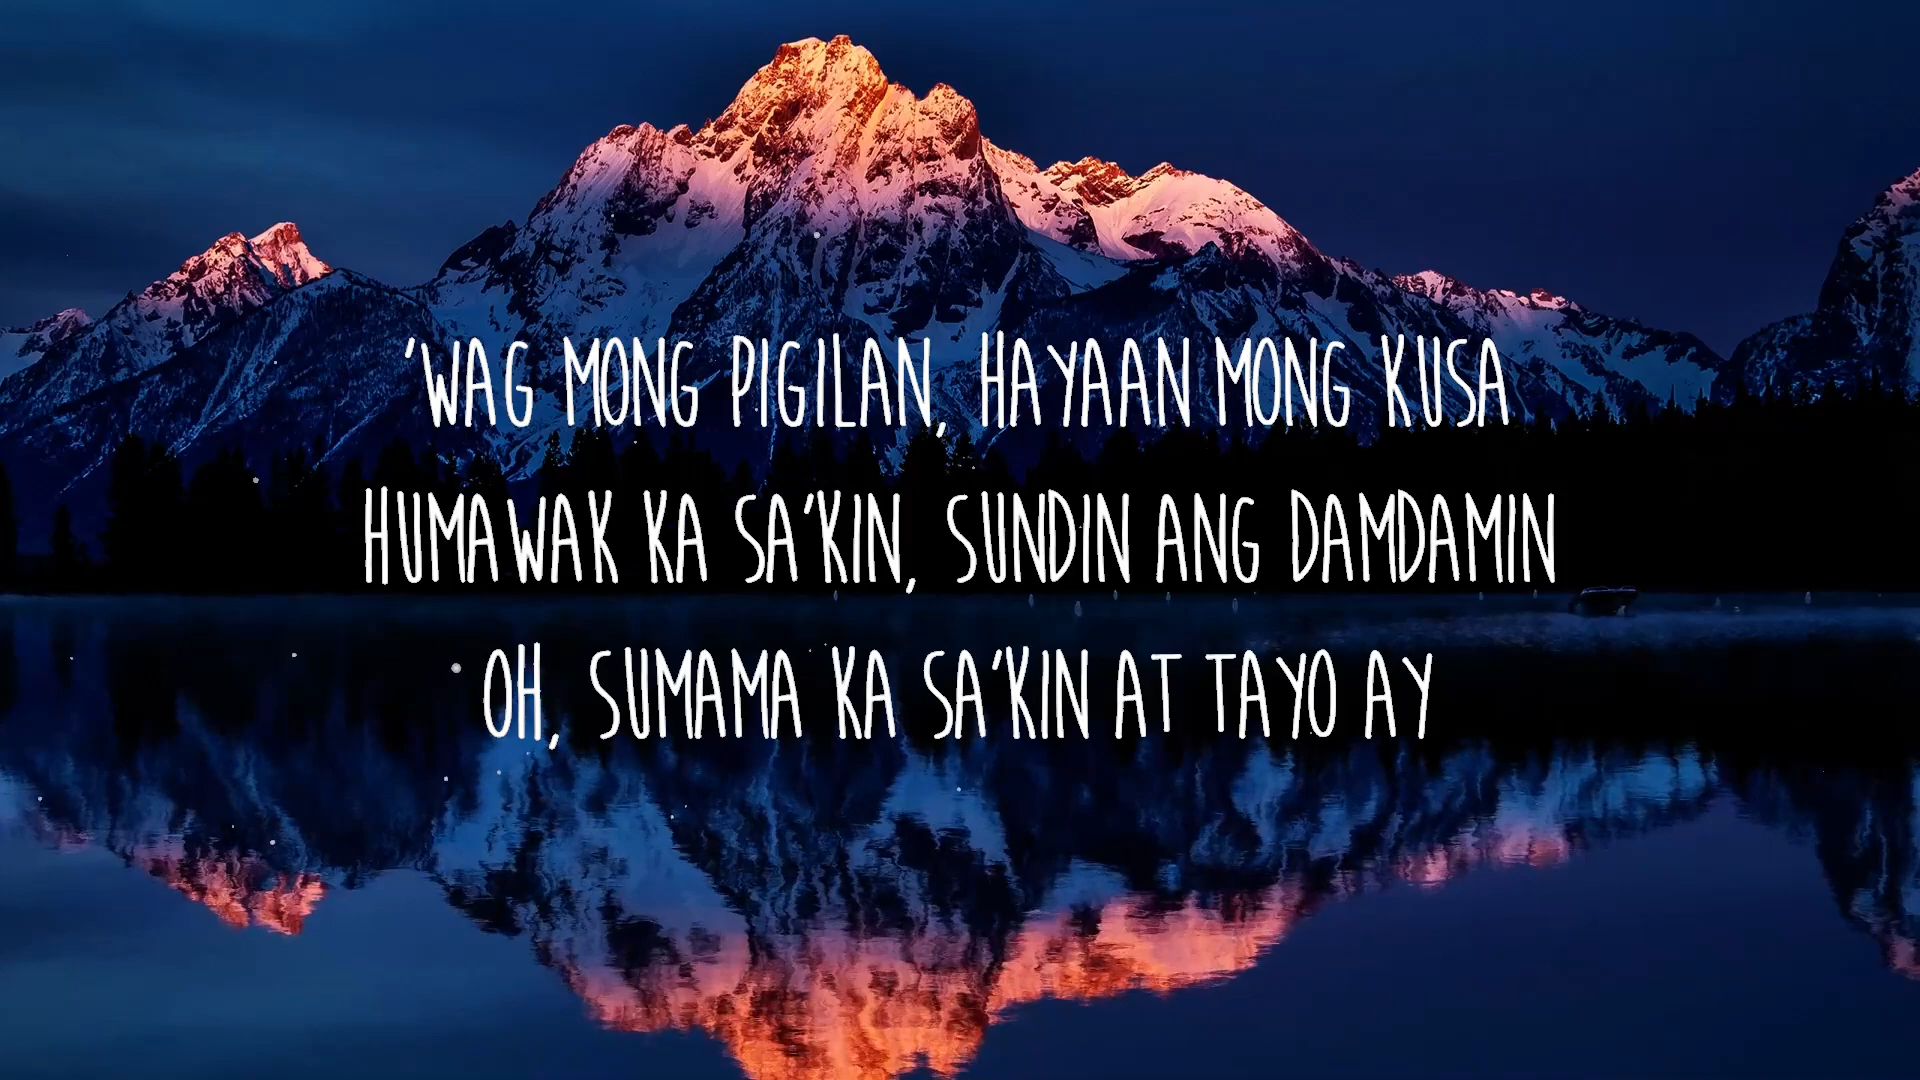 'WAG MONG PIGILAN, HAYAAN MONG KUSA
HUMAWAK KA SA'KIN, SUNDIN ANG DAMDAMIN
OH, SUMAMA KA SA'KIN AT TAYO AY